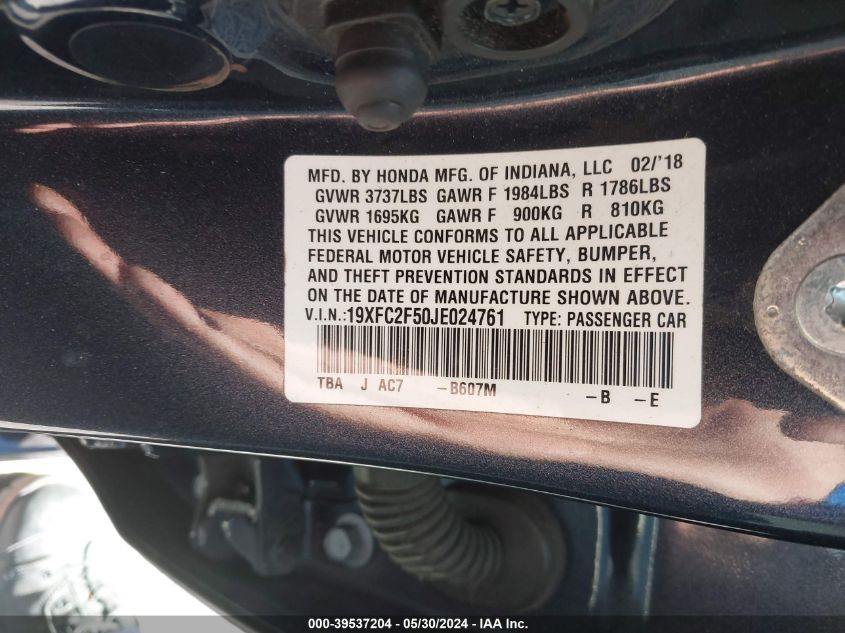 MFD. BY HONDA MFG. OF INDIANA, LLC 02/'18
GVWR 3737LBS GAWR F 1984LBS R 1786LBS
GVWR 1695KG GAWR F 900KG R 810KG
THIS VEHICLE CONFORMS TO ALL APPLICABLE
FEDERAL MOTOR VEHICLE SAFETY, BUMPER,
AND THEFT PREVENTION STANDARDS IN EFFECT
ON THE DATE OF MANUFACTURE SHOWN ABOVE.
V.I.N.:19XFC2F50JE024761 TYPE: PASSENGER CAR
TBA J AC7 -B607M -B -E
000-39537204 - 05/30/2024 - IAA Inc.